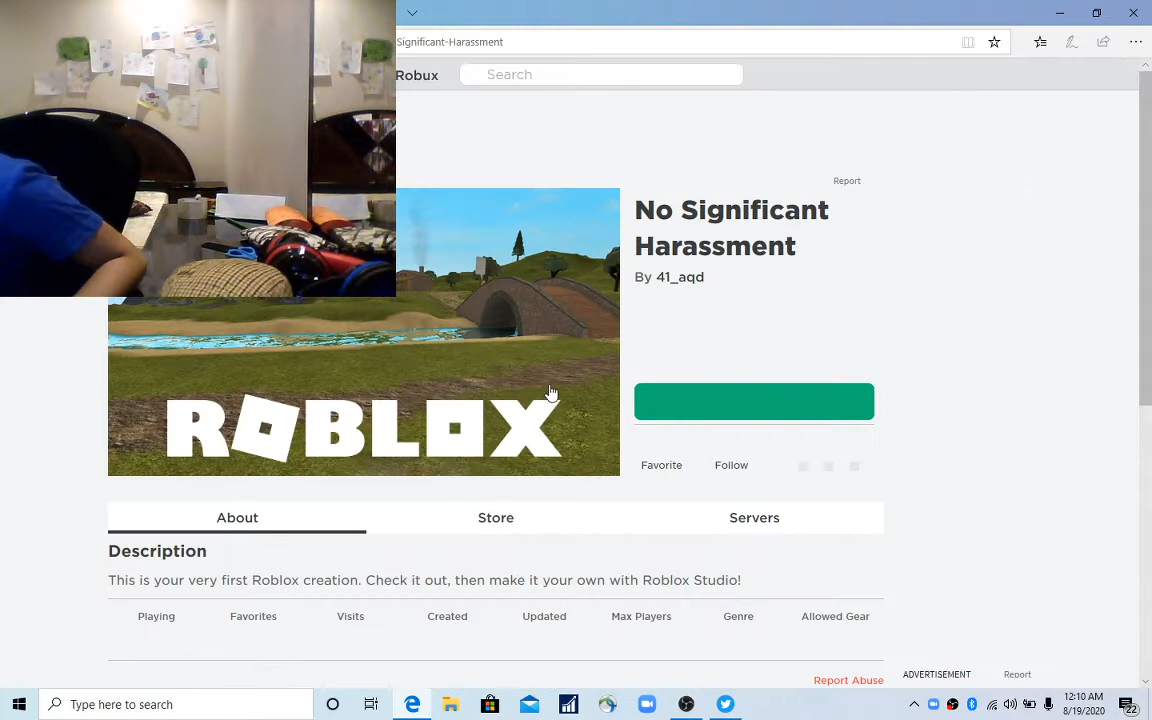 Significant-Harassment
Robux
Search
Report
No Significant
Harassment
By 41_aqd
ROBLOX
Favorite
Follow
About
Store
Servers
Description
This is your very first Roblox creation. Check it out, then make it your own with Roblox Studio!
Playing
Favorites
Visits
Created
Updated
Max Players
Genre
Allowed Gear
Report Abuse
ADVERTISEMENT
Report
Type here to search
12:10 AM
8/19/2020
22